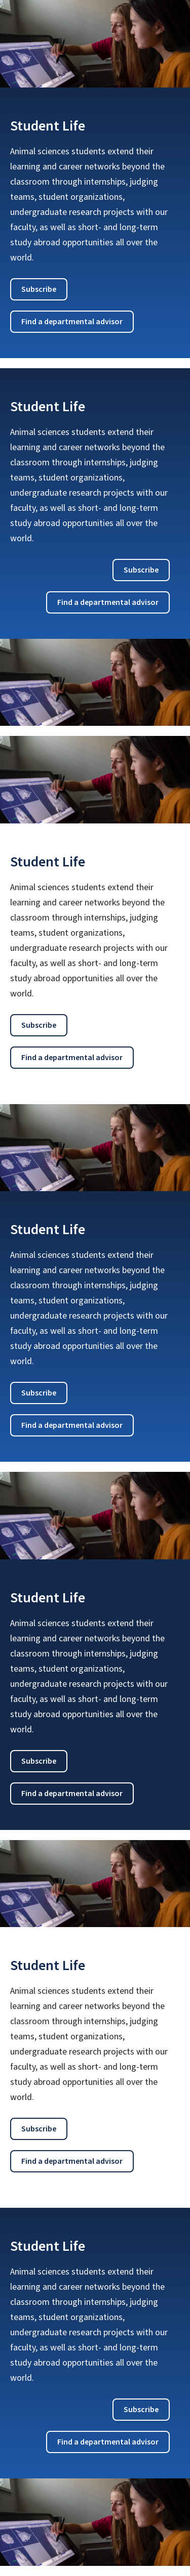 Student Life
Animal sciences students extend their
learning and career networks beyond the
classroom through internships, judging
teams, student organizations,
undergraduate research projects with our
faculty, as well as short- and long-term
study abroad opportunities all over the
world.
Subscribe
Find a departmental advisor
Student Life
Animal sciences students extend their
learning and career networks beyond the
classroom through internships, judging
teams, student organizations,
undergraduate research projects with our
faculty, as well as short- and long-term
study abroad opportunities all over the
world.
Subscribe
Find a departmental advisor
Student Life
Animal sciences students extend their
learning and career networks beyond the
classroom through internships, judging
teams, student organizations,
undergraduate research projects with our
faculty, as well as short- and long-term
study abroad opportunities all over the
world.
Subscribe
Find a departmental advisor
Student Life
Animal sciences students extend their
learning and career networks beyond the
classroom through internships, judging
teams, student organizations,
undergraduate research projects with our
faculty, as well as short- and long-term
study abroad opportunities all over the
world.
Subscribe
Find a departmental advisor
Student Life
Animal sciences students extend their
learning and career networks beyond the
classroom through internships, judging
teams, student organizations,
undergraduate research projects with our
faculty, as well as short- and long-term
study abroad opportunities all over the
world.
Subscribe
Find a departmental advisor
Student Life
Animal sciences students extend their
learning and career networks beyond the
classroom through internships, judging
teams, student organizations,
undergraduate research projects with our
faculty, as well as short- and long-term
study abroad opportunities all over the
world.
Subscribe
Find a departmental advisor
Student Life
Animal sciences students extend their
learning and career networks beyond the
classroom through internships, judging
teams, student organizations,
undergraduate research projects with our
faculty, as well as short- and long-term
study abroad opportunities all over the
world.
Subscribe
Find a departmental advisor